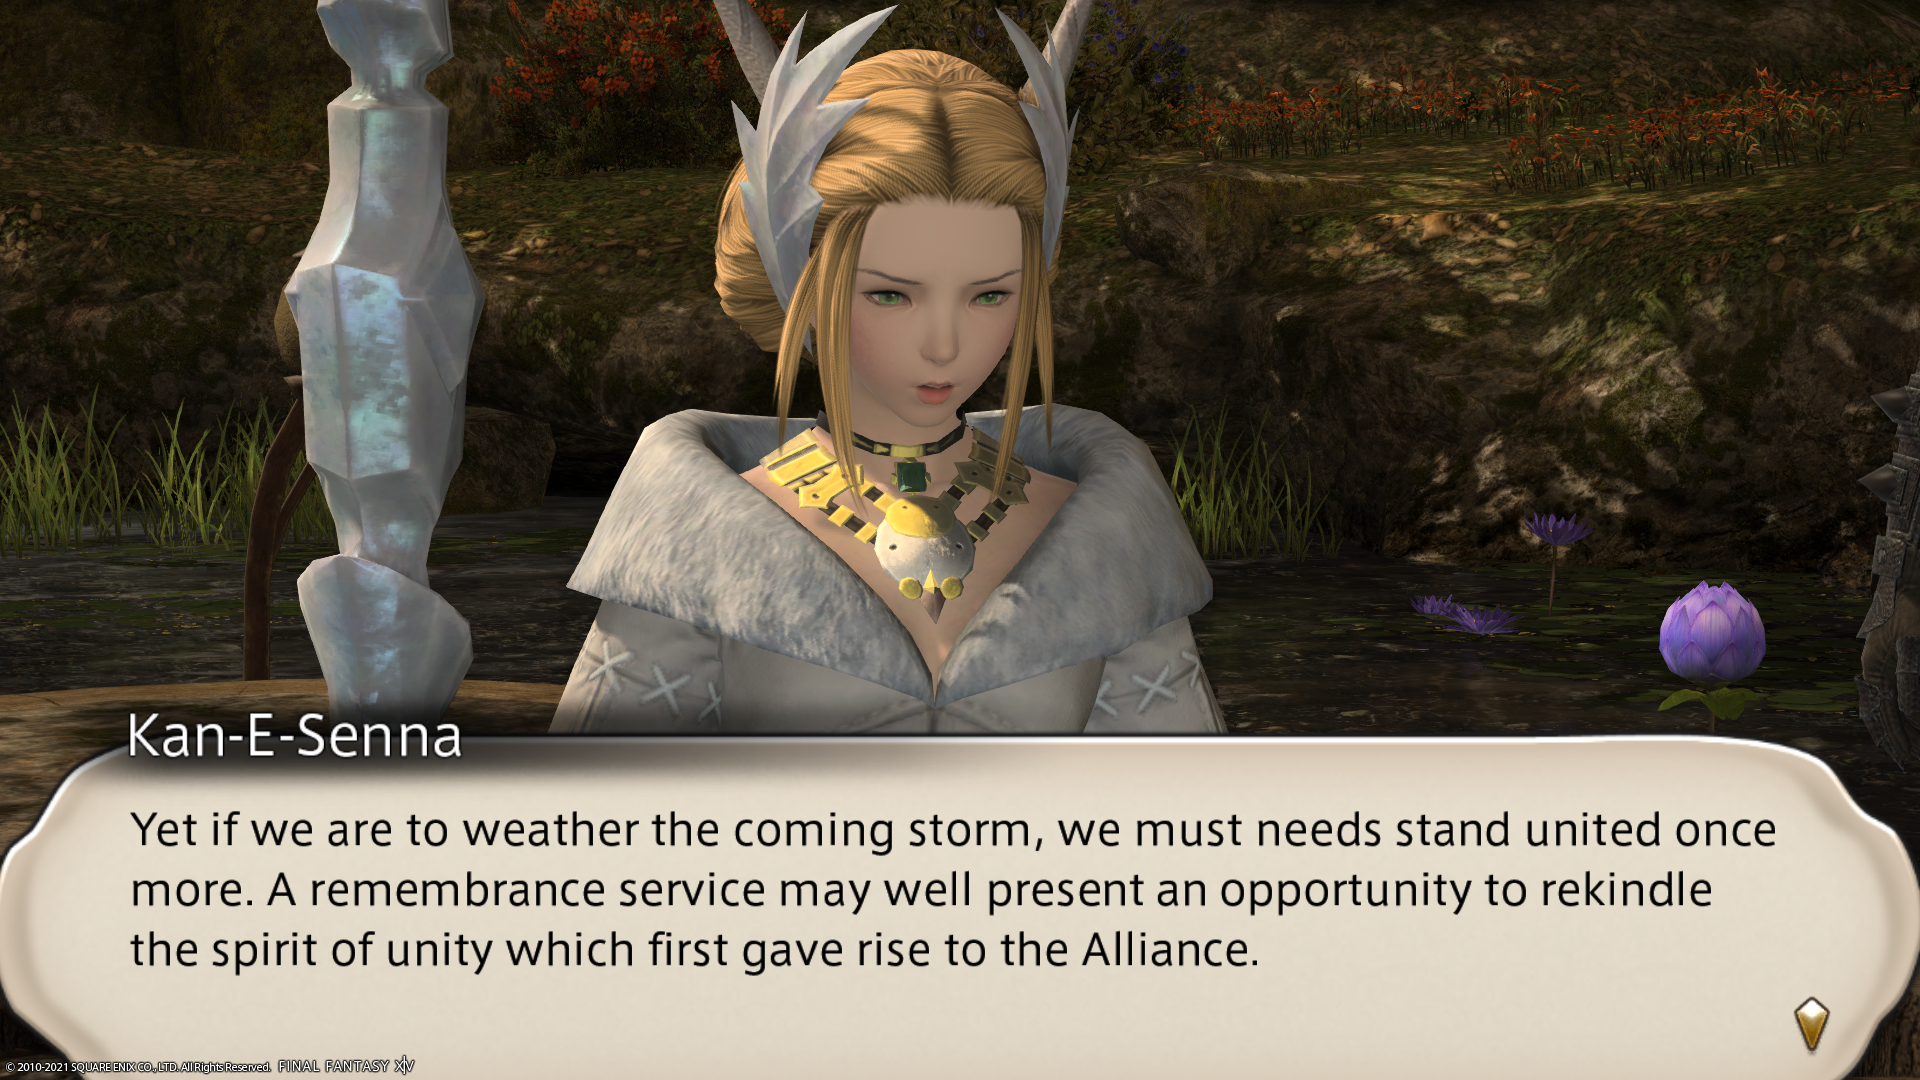 Kan-E-Senna
Yet if we are to weather the coming storm, we must needs stand united once
more. A remembrance service may well present an opportunity to rekindle
the spirit of unity which first gave rise to the Alliance.
© 2010-2021 SQUARE ENIX CO., LTD. All Rights Reserved. FINAL FANTASY XIV